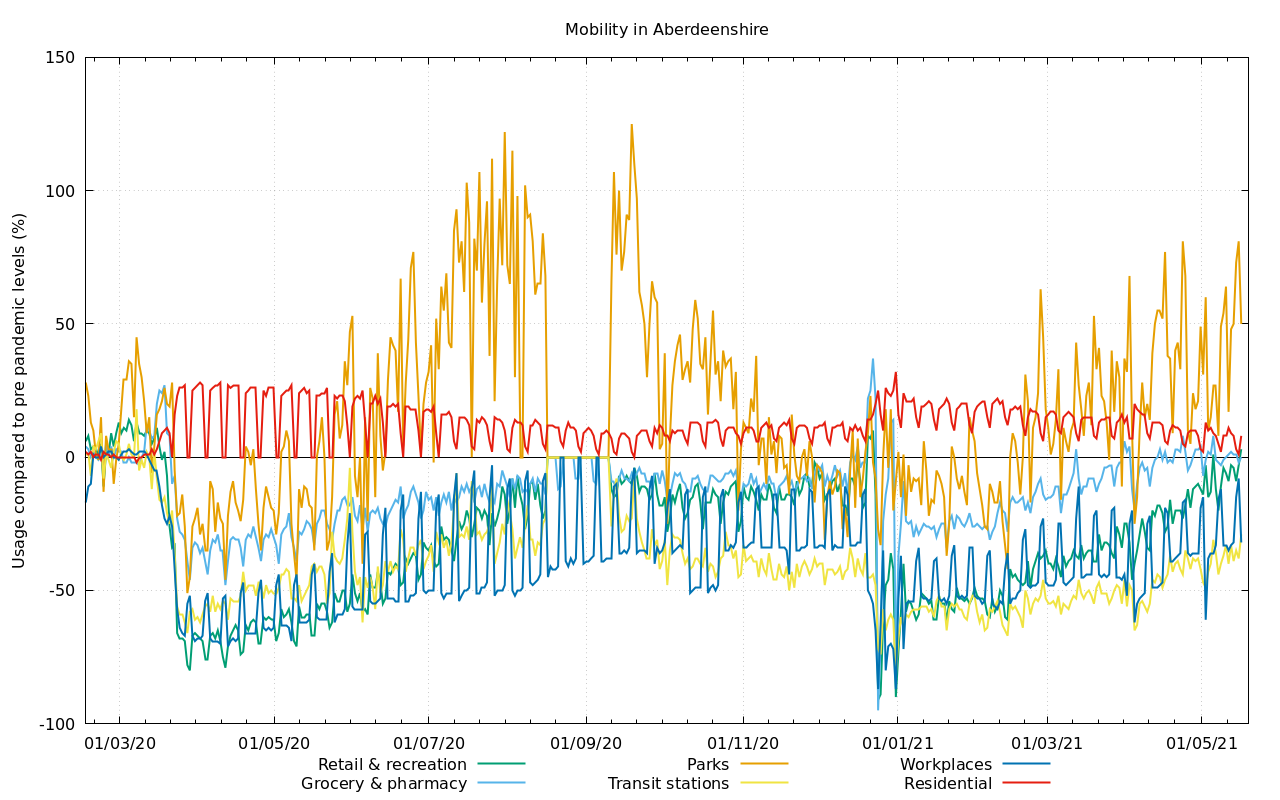 Mobility in Aberdeenshire
Usage compared to pre pandemic levels (%)
150
100
50
0
-50
-100
01/03/20 01/05/20 01/07/20 01/09/20 01/11/20 01/01/21 01/03/21 01/05/21
Retail & recreation Parks Workplaces
Grocery & pharmacy Transit stations Residential